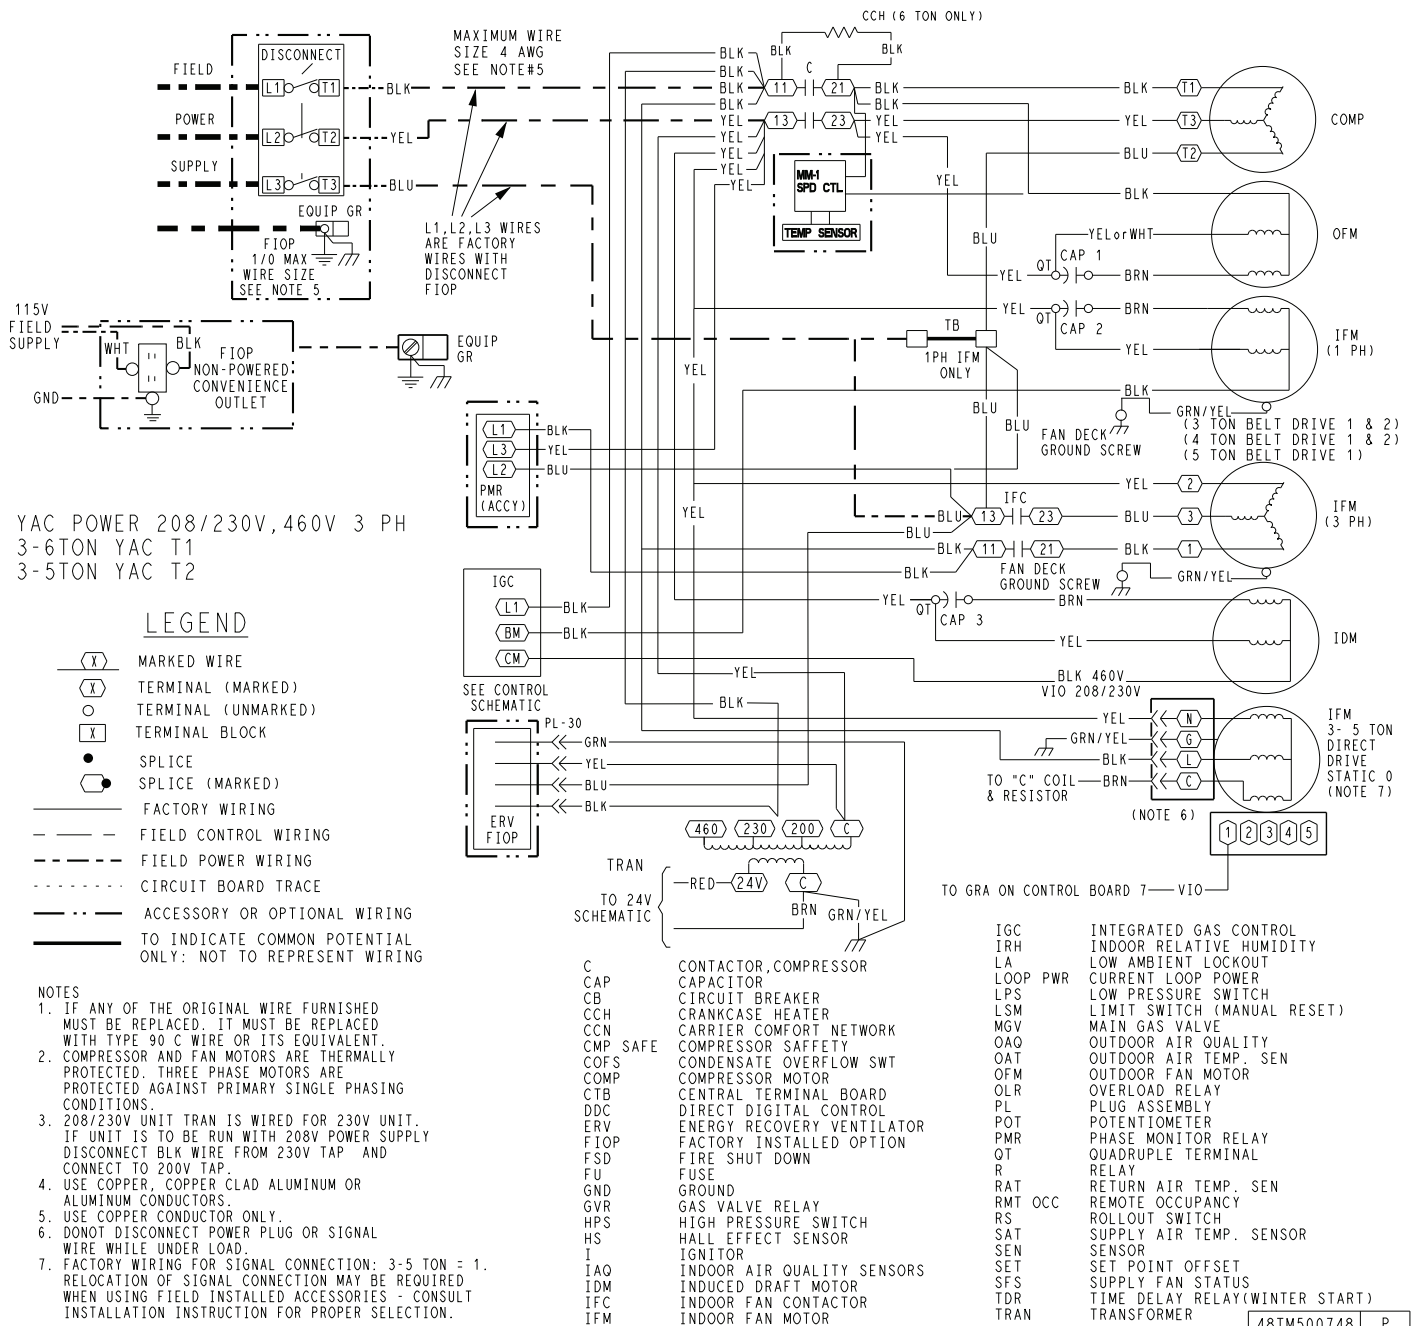 CCH (6 TON ONLY)
MAXIMUM WIRE
SIZE 4 AWG
SEE NOTE#5
DISCONNECT
FIELD
POWER
SUPPLY
L1
T1
L2
T2
L3
T3
BLK
YEL
BLU
EQUIP GR
FIOP
1/0 MAX
WIRE SIZE
SEE NOTE 5
L1,L2,L3 WIRES
ARE FACTORY
WIRES WITH
DISCONNECT
FIOP
BLK
BLK
BLK
BLK
BLK
BLK
C
11
21
BLK
BLK
YEL
YEL
YEL
YEL
YEL
13
23
YEL
YEL
MM-1
SPD CTL
TEMP SENSOR
YEL
BLU
BLK
T1
YEL
T3
BLU
T2
COMP
BLK
YELorWHT
OFM
CAP 1
QT
YEL
BRN
YEL
QT
CAP 2
BRN
YEL
IFM
(1 PH)
TB
1PH IFM
ONLY
BLK
BLU
BLU
GRN/YEL
FAN DECK
GROUND SCREW
(3 TON BELT DRIVE 1 & 2)
(4 TON BELT DRIVE 1 & 2)
(5 TON BELT DRIVE 1)
115V
FIELD
SUPPLY
WHT
BLK
GND
FIOP
NON-POWERED
CONVENIENCE
OUTLET
EQUIP
GR
YEL
L1
BLK
L3
YEL
L2
BLU
PMR
(ACCY)
YEL
YEL
2
IFC
BLU
13
23
BLU
3
IFM
(3 PH)
BLU
BLK
11
21
BLK
1
BLK
FAN DECK
GROUND SCREW
GRN/YEL
YAC POWER 208/230V,460V 3 PH
3-6TON YAC T1
3-5TON YAC T2
IGC
L1
BLK
BM
BLK
CM
SEE CONTROL
SCHEMATIC
YEL
QT
CAP 3
BRN
YEL
IDM
YEL
BLK
BLK 460V
VIO 208/230V
PL-30
GRN
YEL
BLU
BLK
ERV
FIOP
YEL
N
GRN/YEL
G
BLK
L
TO "C" COIL
& RESISTOR
BRN
C
(NOTE 6)
IFM
3- 5 TON
DIRECT
DRIVE
STATIC 0
(NOTE 7)
1
2
3
4
5
TO GRA ON CONTROL BOARD 7
VIO
460
230
200
C
TRAN
RED
24V
C
TO 24V
SCHEMATIC
BRN
GRN/YEL
LEGEND
X MARKED WIRE
X TERMINAL (MARKED)
TERMINAL (UNMARKED)
X TERMINAL BLOCK
SPLICE
SPLICE (MARKED)
FACTORY WIRING
FIELD CONTROL WIRING
FIELD POWER WIRING
CIRCUIT BOARD TRACE
ACCESSORY OR OPTIONAL WIRING
TO INDICATE COMMON POTENTIAL
ONLY: NOT TO REPRESENT WIRING
NOTES
1. IF ANY OF THE ORIGINAL WIRE FURNISHED
MUST BE REPLACED. IT MUST BE REPLACED
WITH TYPE 90 C WIRE OR ITS EQUIVALENT.
2. COMPRESSOR AND FAN MOTORS ARE THERMALLY
PROTECTED. THREE PHASE MOTORS ARE
PROTECTED AGAINST PRIMARY SINGLE PHASING
CONDITIONS.
3. 208/230V UNIT TRAN IS WIRED FOR 230V UNIT.
IF UNIT IS TO BE RUN WITH 208V POWER SUPPLY
DISCONNECT BLK WIRE FROM 230V TAP AND
CONNECT TO 200V TAP.
4. USE COPPER, COPPER CLAD ALUMINUM OR
ALUMINUM CONDUCTORS.
5. USE COPPER CONDUCTOR ONLY.
6. DONOT DISCONNECT POWER PLUG OR SIGNAL
WIRE WHILE UNDER LOAD.
7. FACTORY WIRING FOR SIGNAL CONNECTION: 3-5 TON = 1.
RELOCATION OF SIGNAL CONNECTION MAY BE REQUIRED
WHEN USING FIELD INSTALLED ACCESSORIES - CONSULT
INSTALLATION INSTRUCTION FOR PROPER SELECTION.
C CONTACTOR,COMPRESSOR
CAP CAPACITOR
CB CIRCUIT BREAKER
CCH CRANKCASE HEATER
CCN CARRIER COMFORT NETWORK
CMP SAFE COMPRESSOR SAFFETY
COFS CONDENSATE OVERFLOW SWT
COMP COMPRESSOR MOTOR
CTB CENTRAL TERMINAL BOARD
DDC DIRECT DIGITAL CONTROL
ERV ENERGY RECOVERY VENTILATOR
FIOP FACTORY INSTALLED OPTION
FSD FIRE SHUT DOWN
FU FUSE
GND GROUND
GVR GAS VALVE RELAY
HPS HIGH PRESSURE SWITCH
HS HALL EFFECT SENSOR
I IGNITOR
IAQ INDOOR AIR QUALITY SENSORS
IDM INDUCED DRAFT MOTOR
IFC INDOOR FAN CONTACTOR
IFM INDOOR FAN MOTOR
IGC INTEGRATED GAS CONTROL
IRH INDOOR RELATIVE HUMIDITY
LA LOW AMBIENT LOCKOUT
LOOP PWR CURRENT LOOP POWER
LPS LOW PRESSURE SWITCH
LSM LIMIT SWITCH (MANUAL RESET)
MGV MAIN GAS VALVE
OAQ OUTDOOR AIR QUALITY
OAT OUTDOOR AIR TEMP. SEN
OFM OUTDOOR FAN MOTOR
OLR OVERLOAD RELAY
PL PLUG ASSEMBLY
POT POTENTIOMETER
PMR PHASE MONITOR RELAY
QT QUADRUPLE TERMINAL
R RELAY
RAT RETURN AIR TEMP. SEN
RMT OCC REMOTE OCCUPANCY
RS ROLLOUT SWITCH
SAT SUPPLY AIR TEMP. SENSOR
SEN SENSOR
SET SET POINT OFFSET
SFS SUPPLY FAN STATUS
TDR TIME DELAY RELAY(WINTER START)
TRAN TRANSFORMER
48TM500748 P